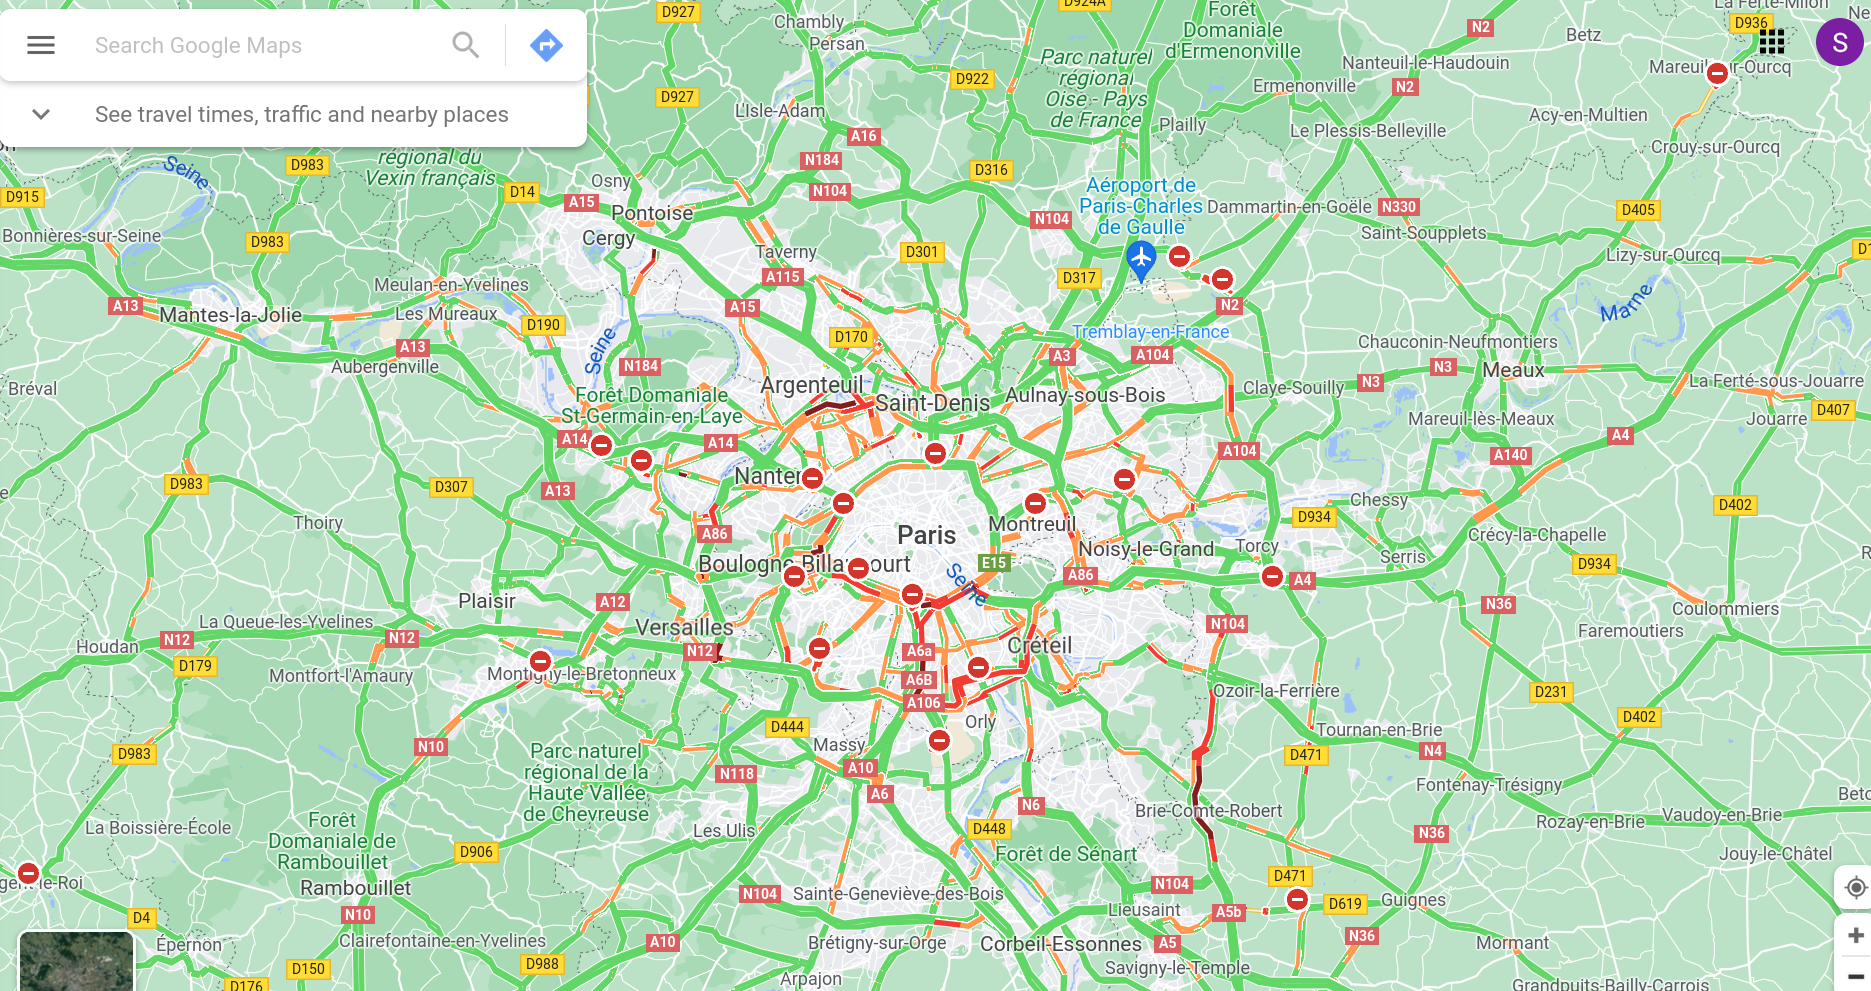 Search Google Maps
See travel times, traffic and nearby places
S
D927
Chambly
Persan
D922
D924A
Parc naturel
régional
Oise - Pays
de France
Forêt
Domaniale
d'Ermenonville
N2
Betz
La Ferté-Milon
D936
Nanteuil-le-Haudouin
Ermenonville
N2
Mareuil-sur-Ourcq
D927
L'Isle-Adam
A16
N184
N104
Plailly
Le Plessis-Belleville
Acy-en-Multien
Crouy-sur-Ourcq
Seine
D983
régional du
Vexin français
D14
Osny
A15
Pontoise
Cergy
D316
Aéroport de
Paris-Charles
de Gaulle
N104
Dammartin-en-Goële
N330
Saint-Soupplets
D405
D915
Bonnières-sur-Seine
D983
Taverny
A115
D301
D317
N2
Lizy-sur-Ourcq
Marne
A13
Mantes-la-Jolie
Meulan-en-Yvelines
Les Mureaux
D190
Seine
A15
D170
Tremblay-en-France
A3
A104
Chauconin-Neufmontiers
A13
Aubergenville
N184
Bréval
Forêt Domaniale
St-Germain-en-Laye
Argenteuil
Saint-Denis
Aulnay-sous-Bois
Claye-Souilly
N3
N3
Meaux
La Ferté-sous-Jouarre
D407
Mareuil-lès-Meaux
Jouarre
A14
A14
A104
A140
A4
Nanter
D983
D307
A13
Thoiry
A86
Paris
Montreuil
Chessy
D934
D402
Crécy-la-Chapelle
Noisy-le-Grand
Torcy
Serris
D934
Boulogne-Billancourt
E15
Seine
A86
A4
Plaisir
A12
La Queue-les-Yvelines
N12
N12
Houdan
D179
Versailles
N12
A6a
Créteil
N104
N36
Coulommiers
Faremoutiers
Montfort-l'Amaury
Montigny-le-Bretonneux
A6B
A106
Orly
Ozoir-la-Ferrière
D231
D402
D444
Massy
Tournan-en-Brie
N4
D983
N10
Parc naturel
régional de la
Haute Vallée
de Chevreuse
N118
A10
A6
N6
D471
Fontenay-Trésigny
Brie-Comte-Robert
Rozay-en-Brie
Vaudoy-en-Brie
La Boissière-École
Forêt
Domaniale de
Rambouillet
D906
Les Ulis
D448
Forêt de Sénart
N36
Jouy-le-Châtel
Rambouillet
N104
Sainte-Geneviève-des-Bois
N104
D471
Lieusaint
A5b
D619
Guignes
D4
N10
Épernon
Clairefontaine-en-Yvelines
A10
Brétigny-sur-Orge
Corbeil-Essonnes
A5
N36
Mormant
D150
D988
D176
Arpajon
Savigny-le-Temple
Grandpuits-Bailly-Carrois